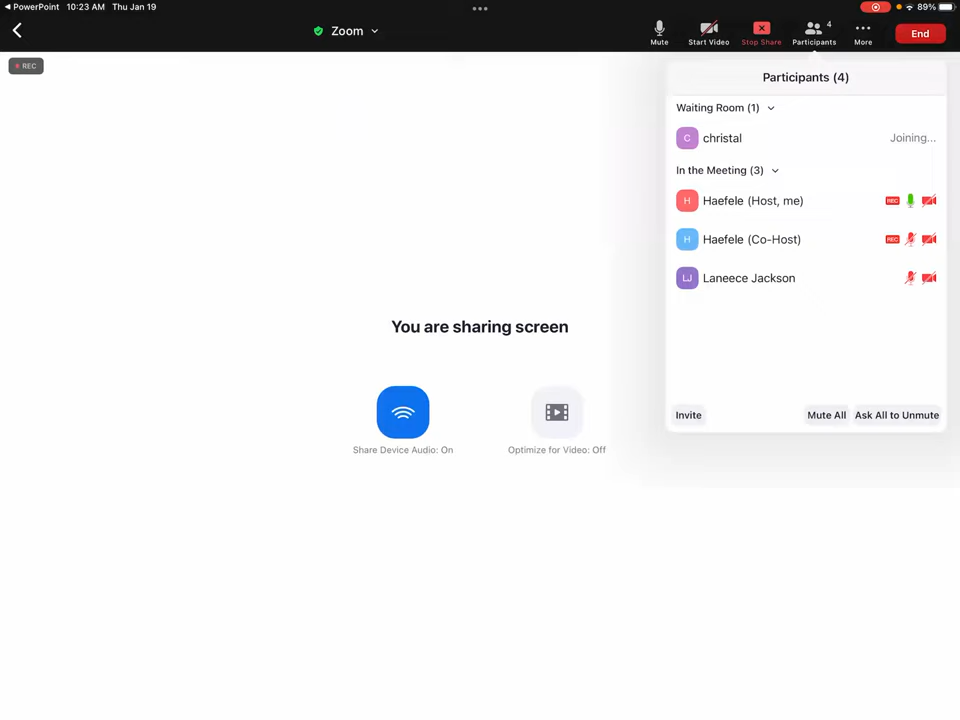 PowerPoint 10:23 AM Thu Jan 19
89%
Zoom
Mute
Start Video
Stop Share
Participants
4
More
End
REC
Participants (4)
Waiting Room (1)
C
christal
Joining...
In the Meeting (3)
H
Haefele (Host, me)
REC
H
Haefele (Co-Host)
REC
LJ
Laneece Jackson
You are sharing screen
Share Device Audio: On
Optimize for Video: Off
Invite
Mute All
Ask All to Unmute